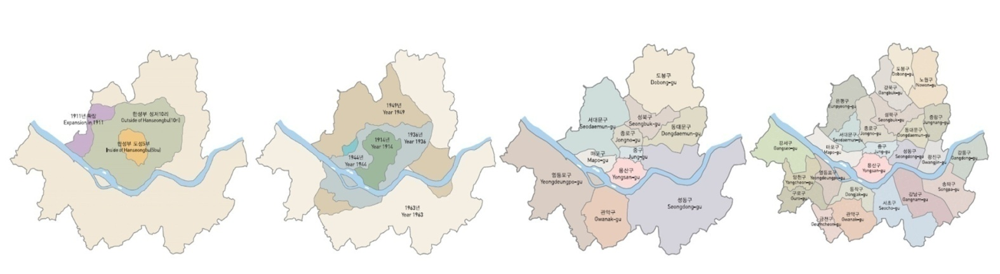 1911년 확장
Expansion in 1911
한성부 성저10리
Outside of Hanseongbu(10ri)
한성부 도성5부
Inside of Hanseongbu(5bu)
1949년
Year 1949
1914년
Year 1914
1936년
Year 1936
1944년
Year 1944
1963년
Year 1963
도봉구
Dobong-gu
서대문구
Seodaemun-gu
성북구
Seongbuk-gu
동대문구
Dongdaemun-gu
종로구
Jongno-gu
마포구
Mapo-gu
중구
Jung-gu
용산구
Yongsan-gu
영등포구
Yeongdeungpo-gu
성동구
Seongdong-gu
관악구
Gwanak-gu
도봉구
Dobong-gu
노원구
Nowon-gu
강북구
Gangbuk-gu
은평구
Eunpyeong-gu
성북구
Seongbuk-gu
중랑구
Jungnang-gu
종로구
Jongno-gu
서대문구
Seodaemun-gu
동대문구
Dongdaemun-gu
강서구
Gangseo-gu
마포구
Mapo-gu
중구
Jung-gu
성동구
Seongdong-gu
광진구
Gwangjin-gu
강동구
Gangdong-gu
용산구
Yongsan-gu
양천구
Yangcheon-gu
영등포구
Yeongdeungpo-gu
구로구
Guro-gu
동작구
Dongjak-gu
서초구
Seocho-gu
강남구
Gangnam-gu
송파구
Songpa-gu
금천구
Geumcheon-gu
관악구
Gwanak-gu